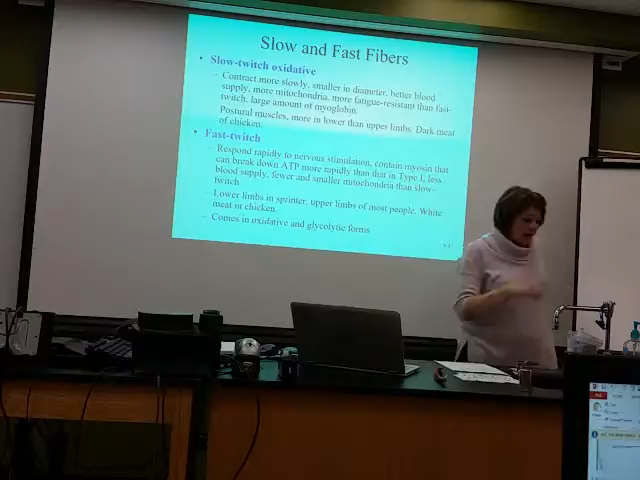 Slow and Fast Fibers
• Slow-twitch oxidative
– Contract more slowly, smaller in diameter, better blood
supply, more mitochondria, more fatigue-resistant than fast-
twitch, large amount of myoglobin.
– Postural muscles, more in lower than upper limbs. Dark meat
of chicken.
• Fast-twitch
– Respond rapidly to nervous stimulation, contain myosin that
can break down ATP more rapidly than that in Type I, less
blood supply, fewer and smaller mitochondria than slow-
twitch
– Lower limbs in sprinter, upper limbs of most people. White
meat in chicken.
– Comes in oxidative and glycolytic forms